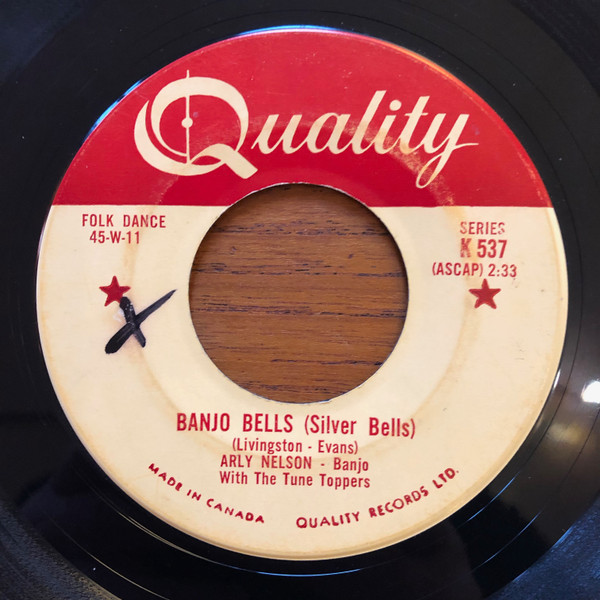 Quality
FOLK DANCE
45-W-11
SERIES
K 537
(ASCAP) 2:33
BANJO BELLS (Silver Bells)
(Livingston - Evans)
ARLY NELSON - Banjo
With The Tune Toppers
MADE IN CANADA QUALITY RECORDS LTD.